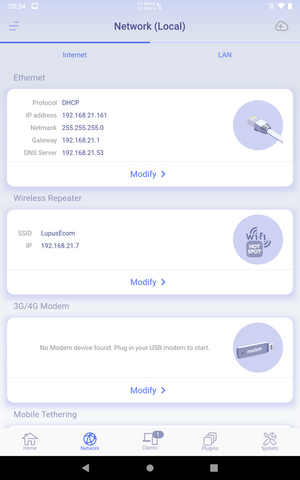 20:34
Network (Local)
Internet
LAN
Ethernet
Protocol DHCP
IP address 192.168.21.161
Netmask 255.255.255.0
Gateway 192.168.21.1
DNS Server 192.168.21.53
Modify
Wireless Repeater
SSID LupusEcom
IP 192.168.21.7
Wi-Fi
HOT
SPOT
Modify
3G/4G Modem
No Modem device found. Plug in your USB modem to start.
modem
Modify
Mobile Tethering
1
Home
Network
Clients
Plugins
System